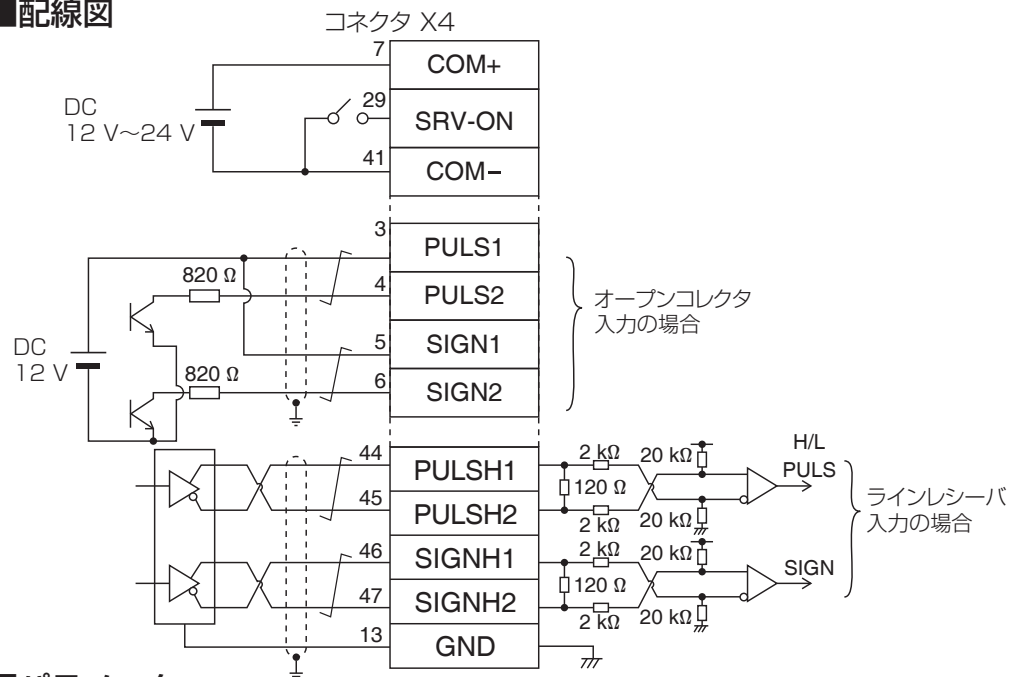 ■配線図
コネクタ X4
7
COM+
DC
12 V～24 V
29
SRV-ON
41
COM−
3
PULS1
820 Ω
4
PULS2
オープンコレクタ
入力の場合
5
SIGN1
DC
12 V
820 Ω
6
SIGN2
44
PULSH1
2 kΩ
20 kΩ
H/L
PULS
120 Ω
45
PULSH2
2 kΩ
20 kΩ
ラインレシーバ
入力の場合
46
SIGNH1
2 kΩ
20 kΩ
SIGN
120 Ω
47
SIGNH2
2 kΩ
20 kΩ
13
GND